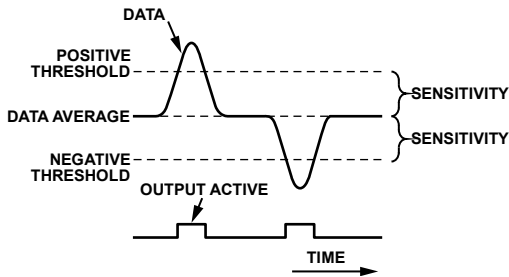 DATA
POSITIVE
THRESHOLD
SENSITIVITY
DATA AVERAGE
SENSITIVITY
NEGATIVE
THRESHOLD
OUTPUT ACTIVE
TIME